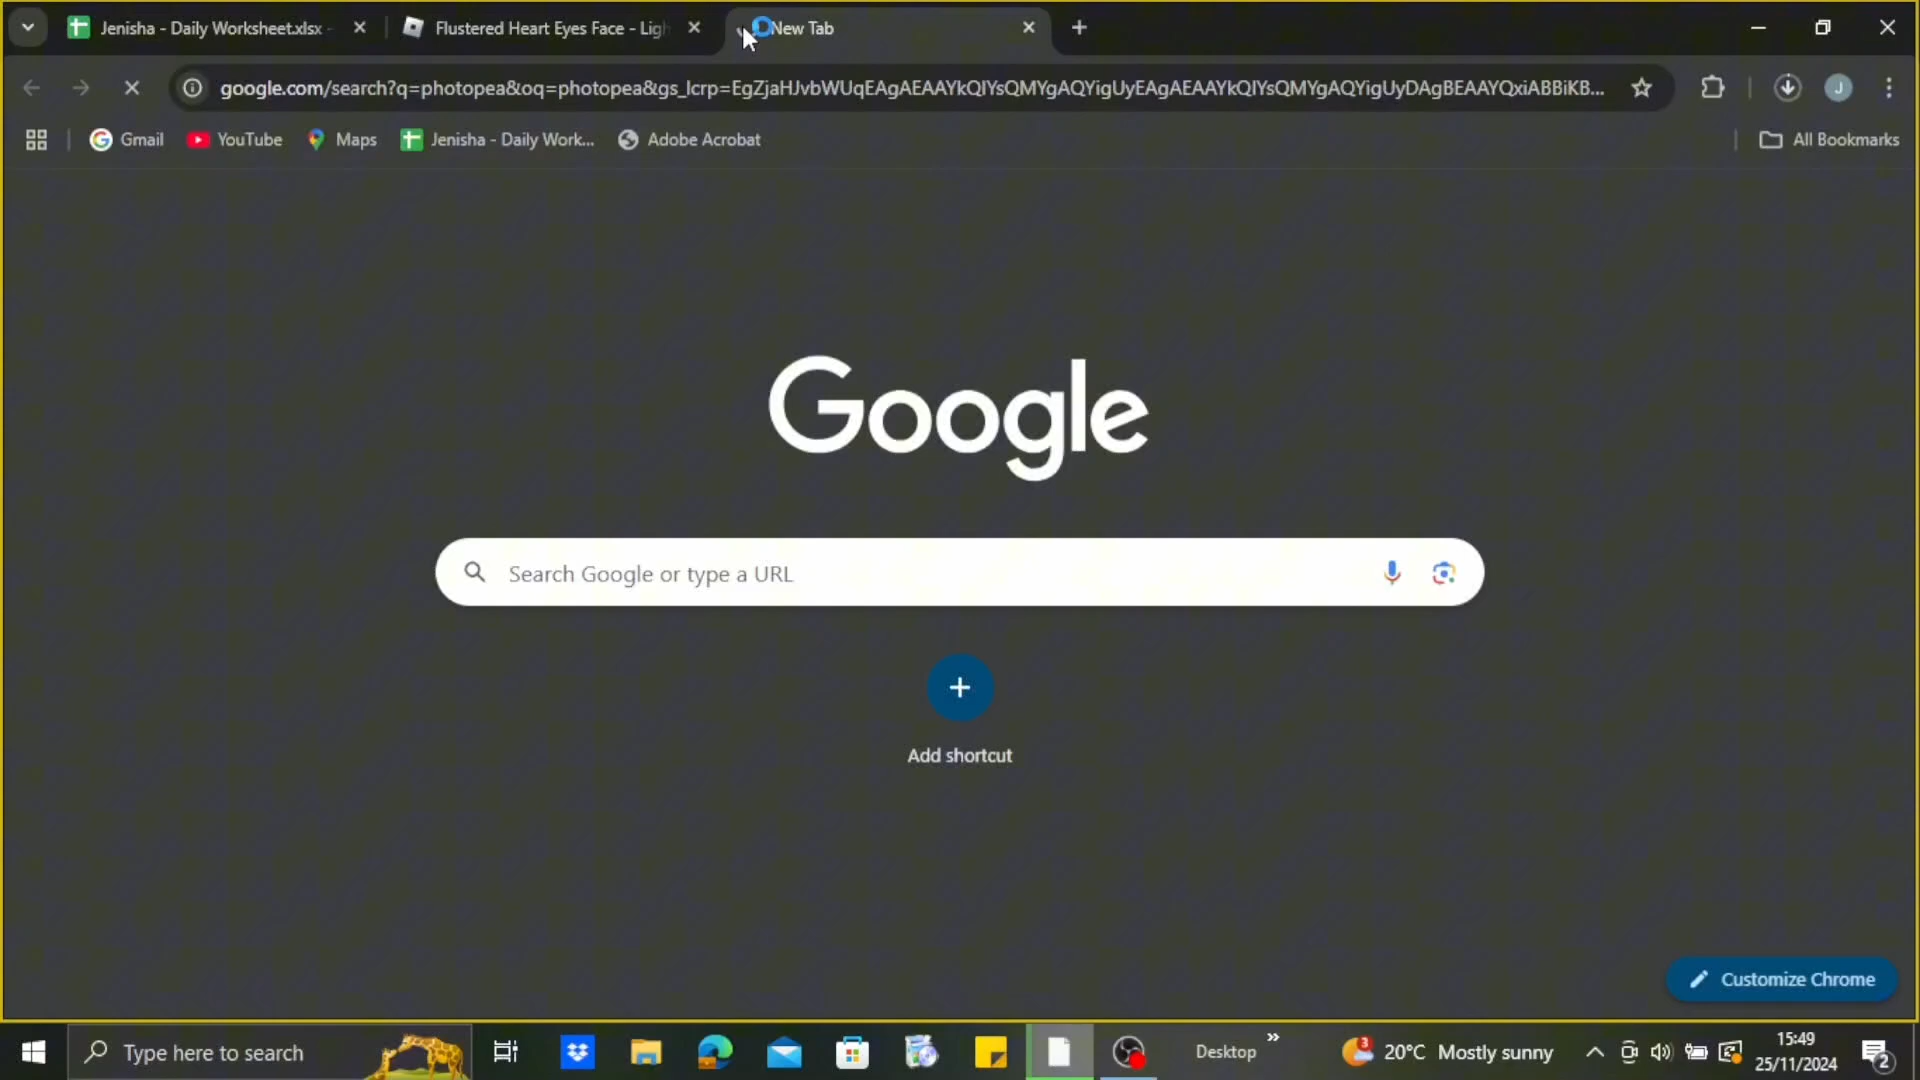 Jenisha - Daily Worksheet.xlsx -
Flustered Heart Eyes Face - Ligh
New Tab
google.com/search?q=photopea&oq=photopea&gs_lcrp=EgZjaHJvbWUqEAgAEAAYkQIYsQMYgAQYigUyEAgAEAAYkQIYsQMYgAQYigUyDAgBEAAYQxiABBiKB...
Gmail
YouTube
Maps
Jenisha - Daily Work...
Adobe Acrobat
All Bookmarks
J
Google
Search Google or type a URL
Add shortcut
Customize Chrome
Type here to search
Desktop
3
20°C Mostly sunny
15:49
25/11/2024
2